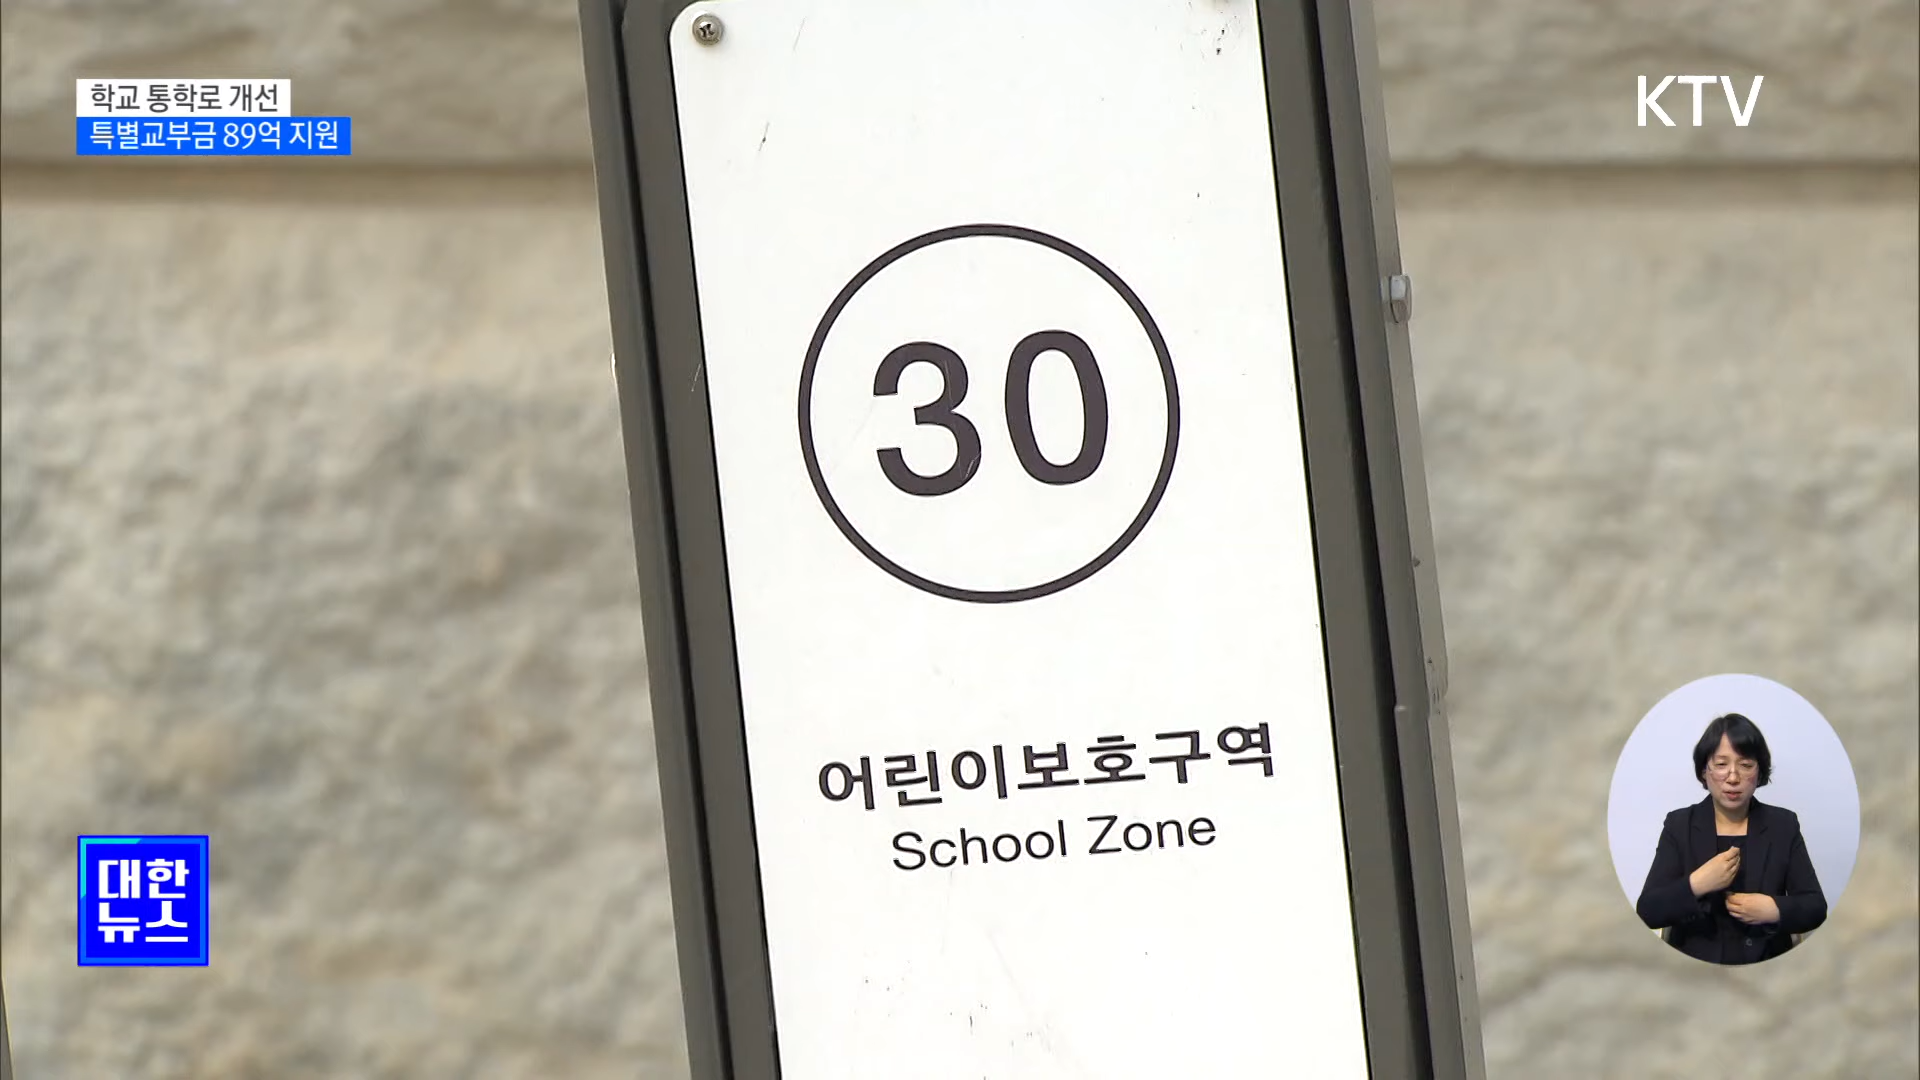 학교 통학로 개선
특별교부금 89억 지원
KTV
30
어린이보호구역
School Zone
대한
뉴스